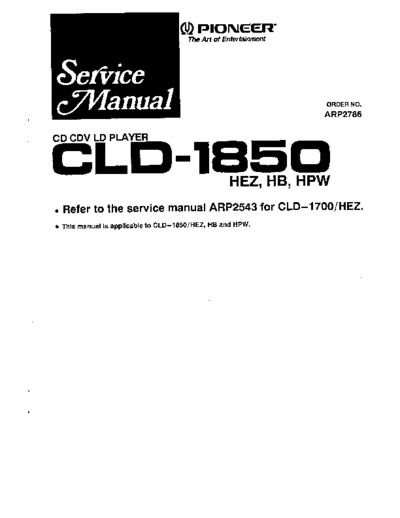 PIONEER
The Art of Entertainment
Service
Manual
ORDER NO.
ARP2786
CD CDV LD PLAYER
CLD-1850
HEZ, HB, HPW
• Refer to the service manual ARP2543 for CLD-1700/HEZ.
• This manual is applicable to CLD-1850/HEZ, HB and HPW.